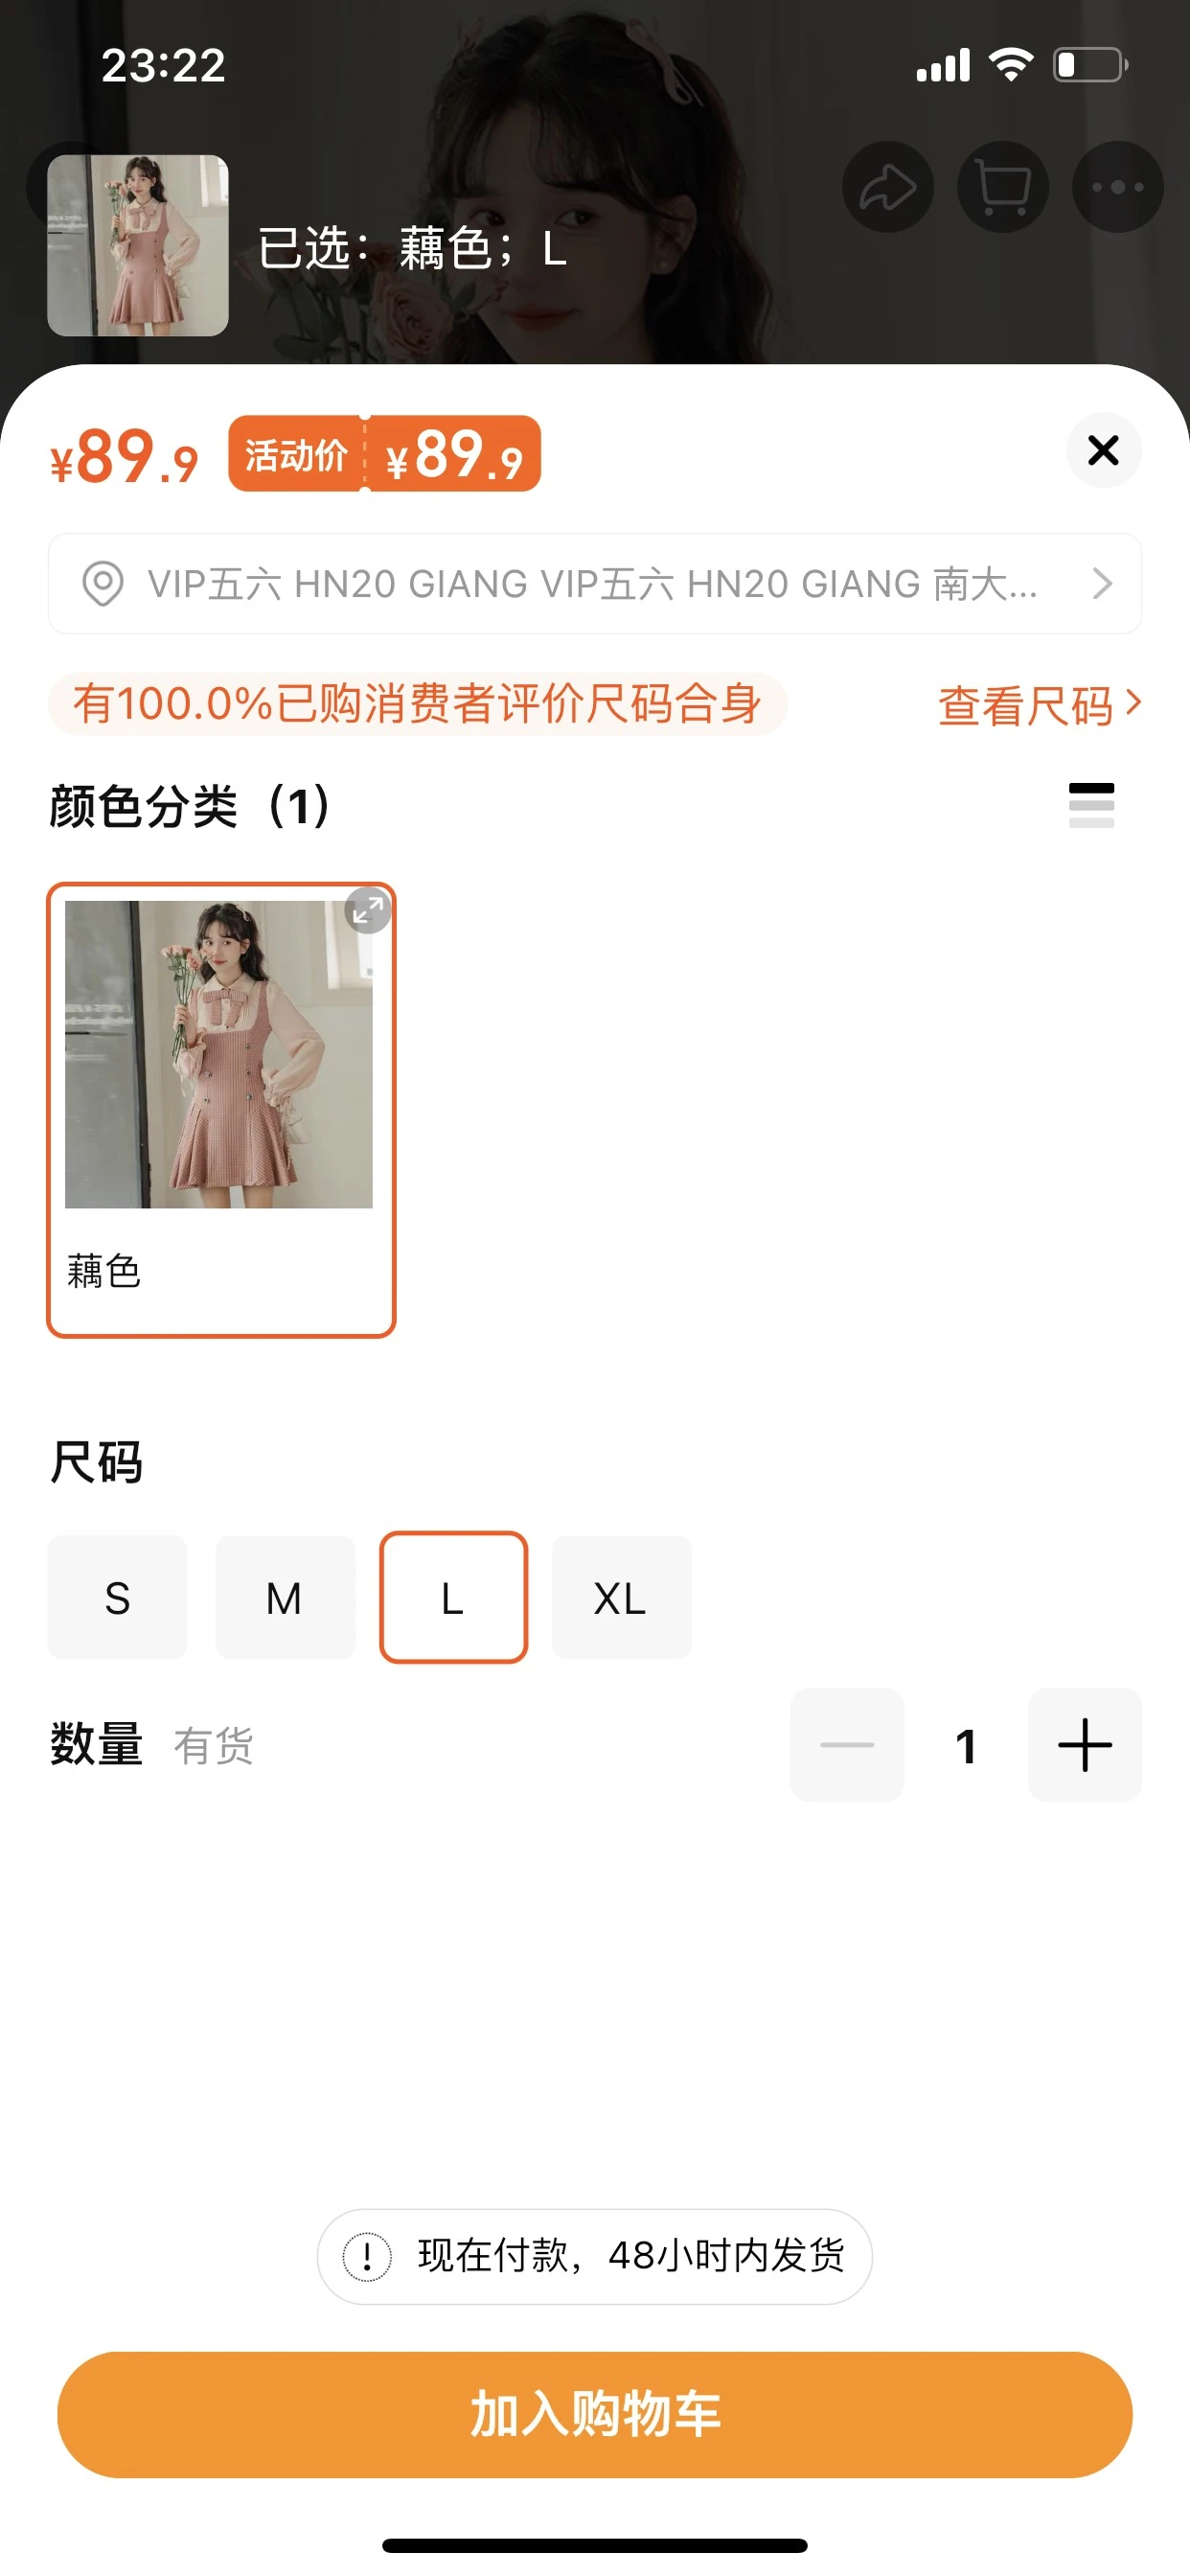 23:22
已选：藕色；L
¥89.9 活动价 ¥89.9
VIP五六 HN20 GIANG VIP五六 HN20 GIANG 南大...
有100.0%已购消费者评价尺码合身 查看尺码
颜色分类（1）
藕色
尺码
S M L XL
数量 有货 1
现在付款，48小时内发货
加入购物车